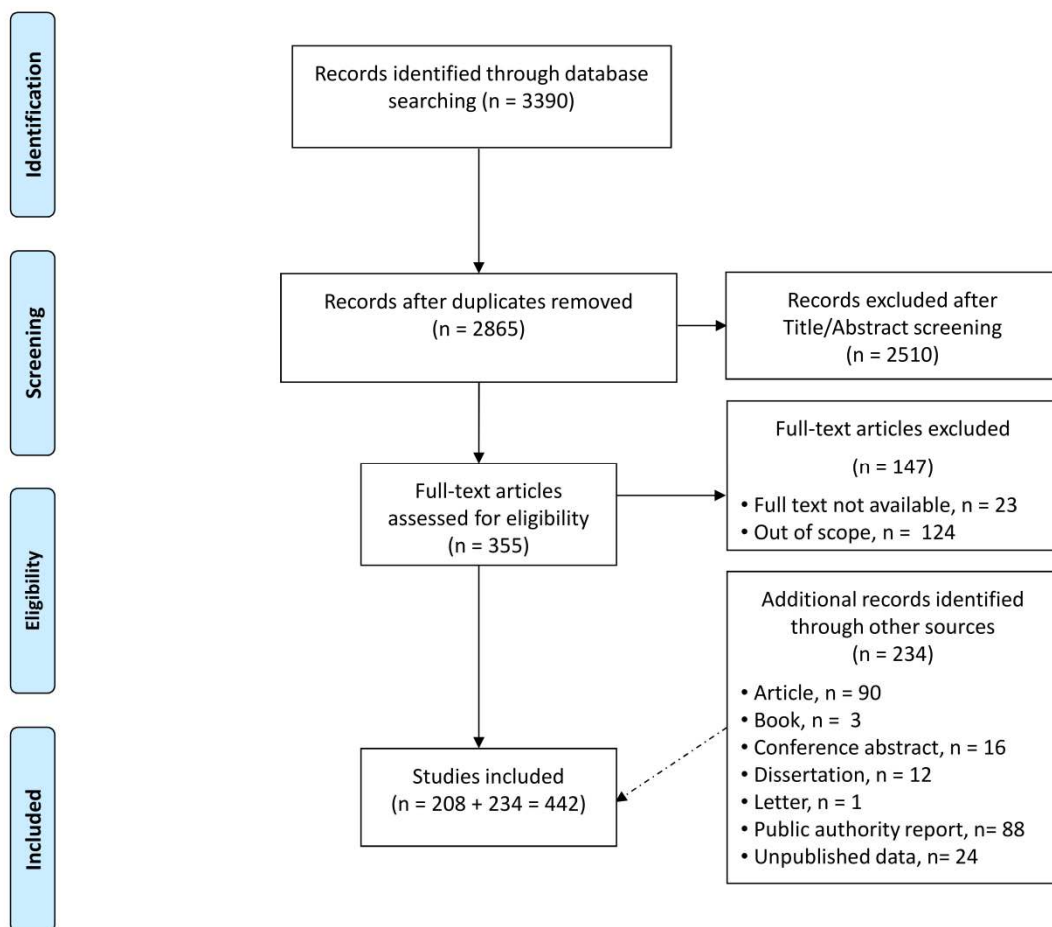 Identification
Records identified through database
searching (n = 3390)
Screening
Records after duplicates removed
(n = 2865)
Records excluded after
Title/Abstract screening
(n = 2510)
Eligibility
Full-text articles
assessed for eligibility
(n = 355)
Full-text articles excluded
(n = 147)
• Full text not available, n = 23
• Out of scope, n =  124
Additional records identified
through other sources
(n = 234)
• Article, n = 90
• Book, n =  3
• Conference abstract, n = 16
• Dissertation, n = 12
• Letter, n = 1
• Public authority report, n= 88
• Unpublished data, n= 24
Included
Studies included
(n = 208 + 234 = 442)